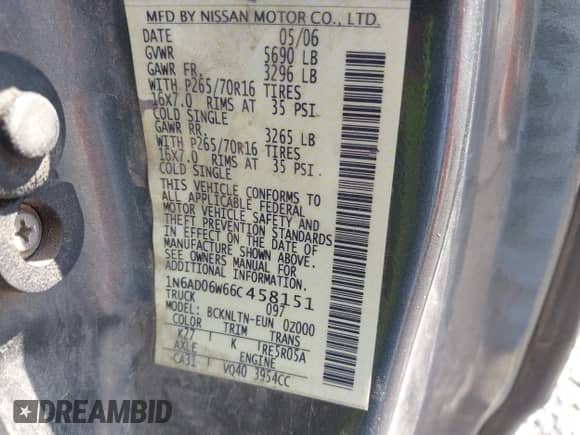 MFD BY NISSAN MOTOR CO., LTD.
DATE 05/06
GVWR 5690 LB
GAWR FR. 3296 LB
WITH P265/70R16 TIRES
16X7.0 RIMS AT 35 PSI
COLD SINGLE
GAWR RR. 3265 LB
WITH P265/70R16 TIRES
16X7.0 RIMS AT 35 PSI
COLD SINGLE
THIS VEHICLE CONFORMS TO
ALL APPLICABLE FEDERAL
MOTOR VEHICLE SAFETY AND
THEFT PREVENTION STANDARDS
IN EFFECT ON THE DATE OF
MANUFACTURE SHOWN ABOVE.
SEE OWNERS MANUAL FOR
ADDITIONAL INFORMATION.
1N6AD06W66C458151
TRUCK 097
MODEL: BCKNLTN-EUN 0Z000
COLOR TRIM TRANS
K77 K RE5R05A
AXLE ENGINE
CA31 VQ40 3954CC
DREAMBID